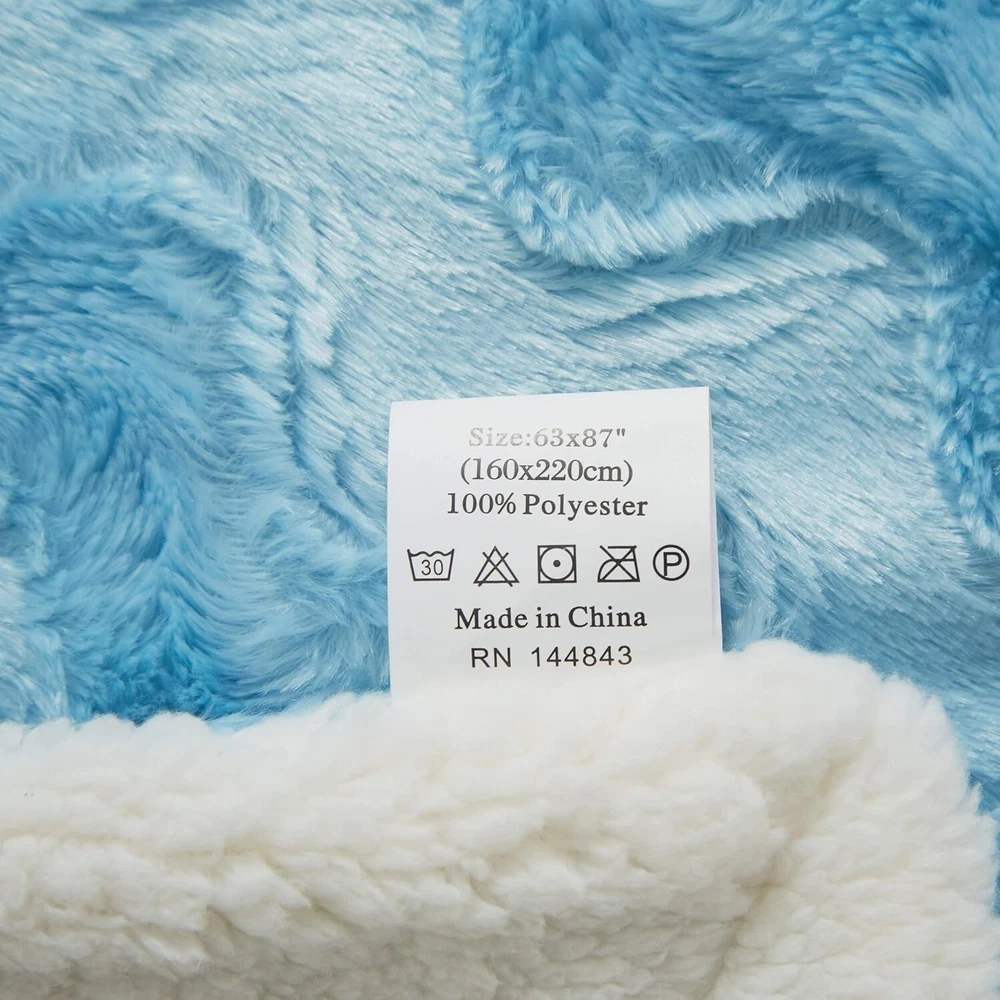 Size:63x87"
(160x220cm)
100% Polyester
30 P
Made in China
RN 144843